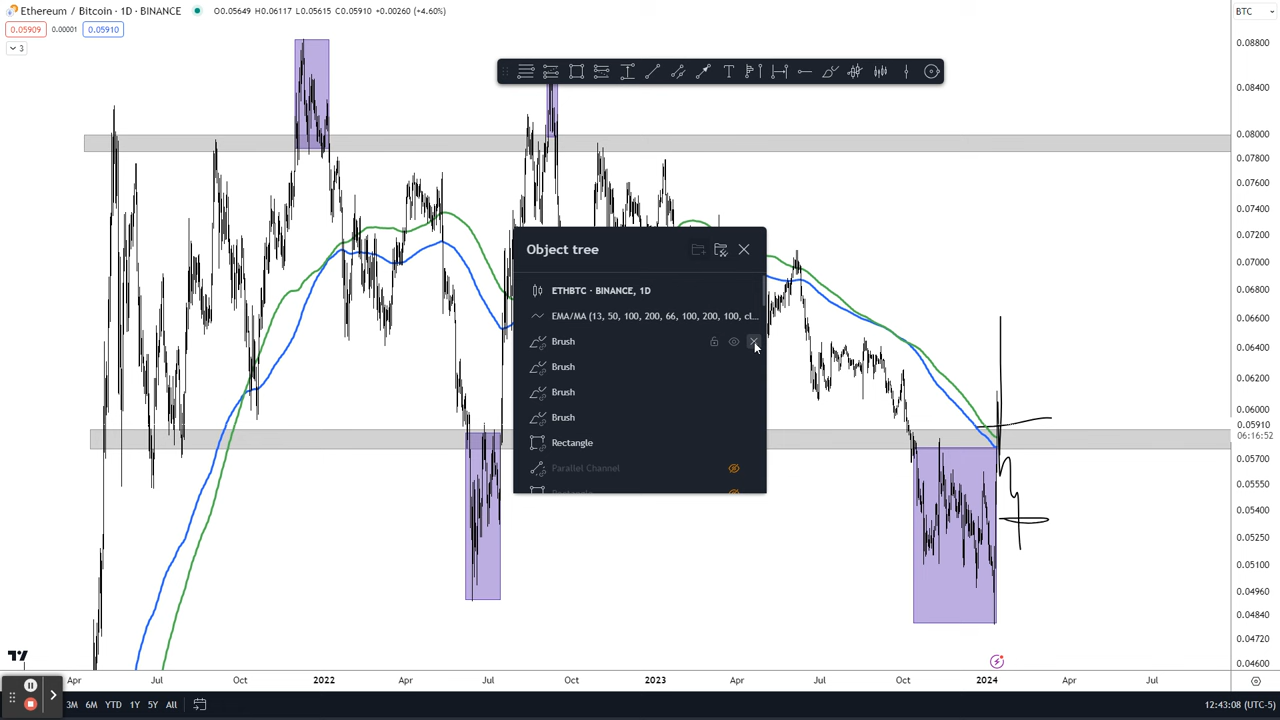 Ethereum / Bitcoin · 1D · BINANCE O0.05649 H0.06117 L0.05615 C0.05910 +0.00260 (+4.60%)
BTC
0.05909 0.00001 0.05910
3
0.08800
0.08400
0.08000
0.07600
0.07400
0.07200
0.07000
0.06800
0.06600
0.06400
0.06200
0.06000
0.05910
06:16:52
0.05700
0.05550
0.05400
0.05250
0.05100
0.04960
0.04840
0.04720
0.04600
Object tree
ETHBTC · BINANCE, 1D
EMA/MA (13, 50, 100, 200, 66, 100, 200, 100, cl...
Brush
Brush
Brush
Brush
Rectangle
Parallel Channel
Apr Jul Oct 2022 Apr Jul Oct 2023 Apr Jul Oct 2024 Apr Jul
3M 6M YTD 1Y 5Y All
12:43:08 (UTC-5)